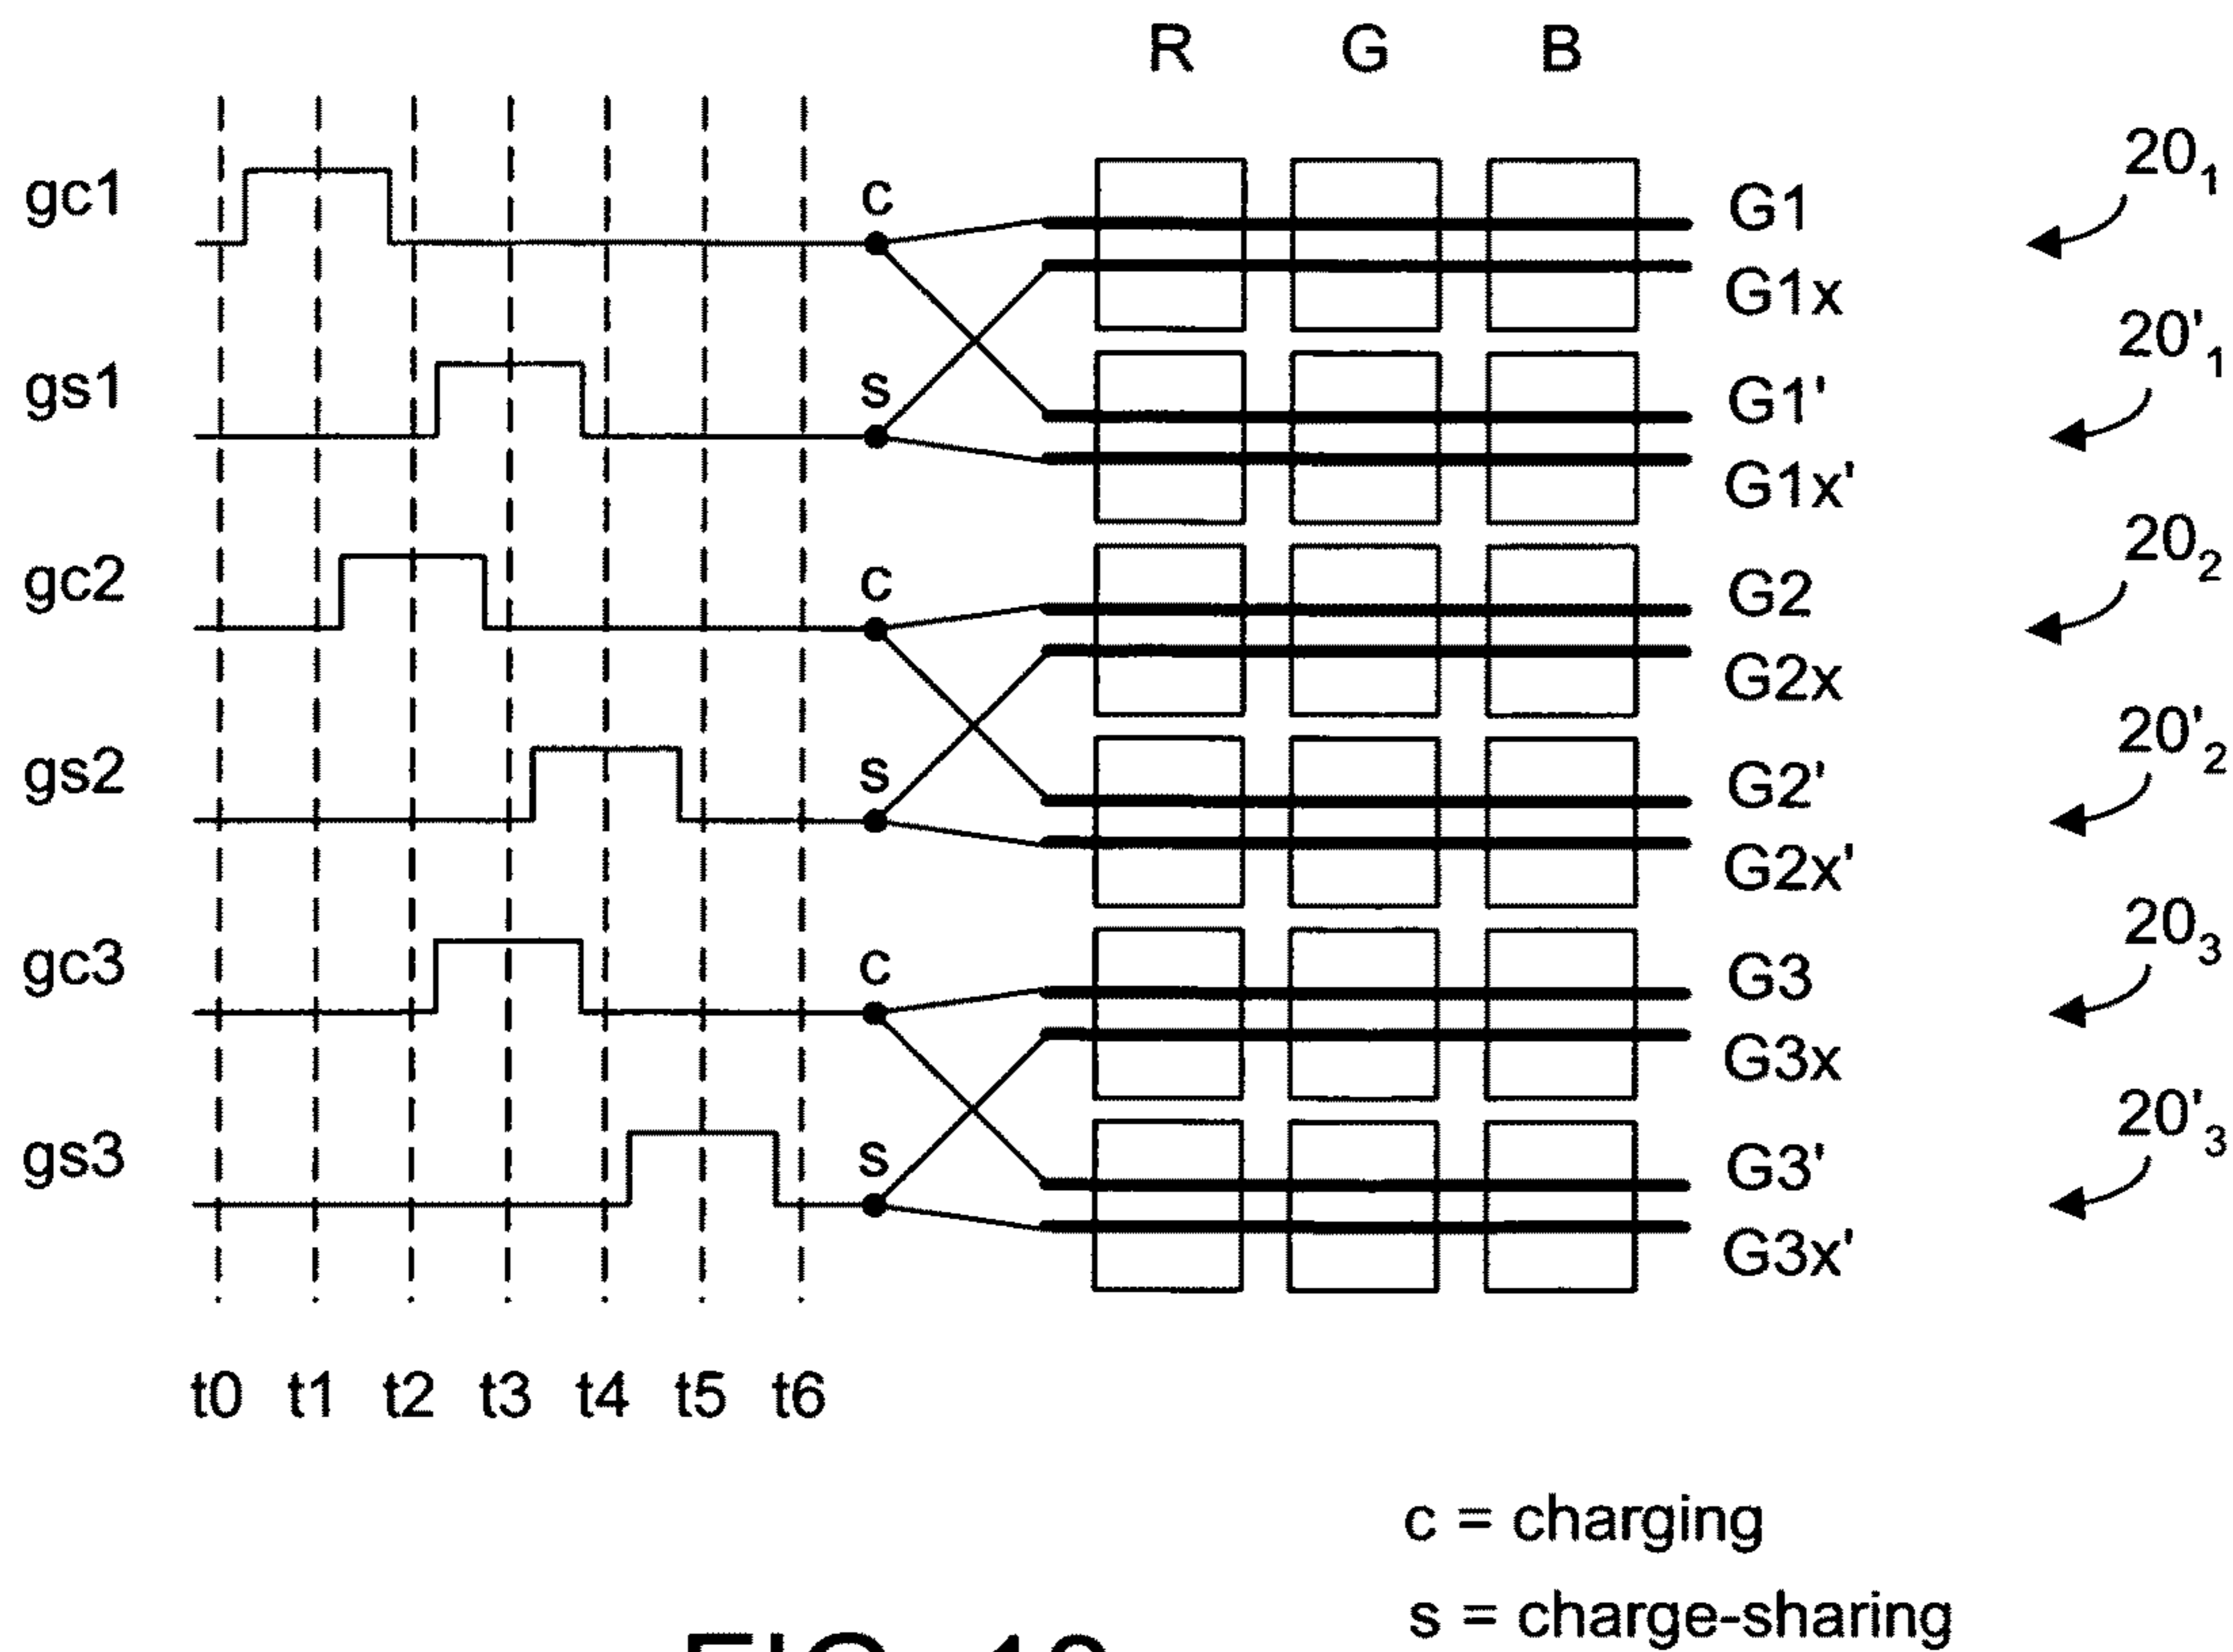 R G B
gc1 c G1 20₁
G1x
gs1 s G1' 20'₁
G1x'
gc2 c G2 20₂
G2x
gs2 s G2' 20'₂
G2x'
gc3 c G3 20₃
G3x
gs3 s G3' 20'₃
G3x'
t0 t1 t2 t3 t4 t5 t6
c = charging
s = charge-sharing